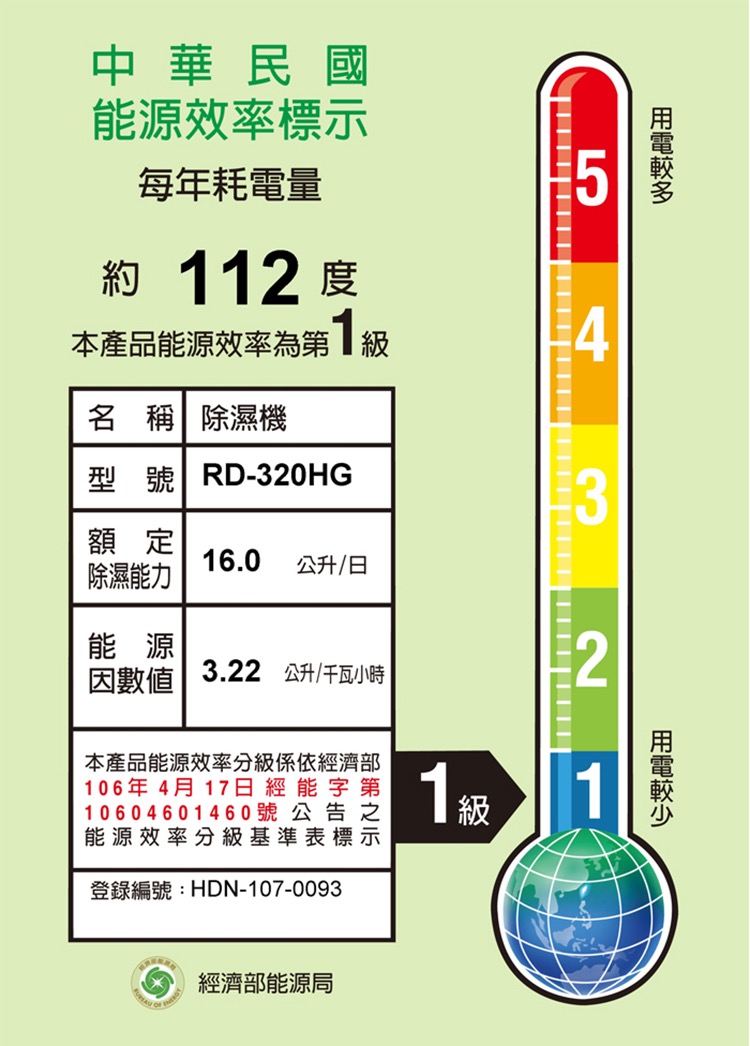 中華民國
能源效率標示
每年耗電量
約 112 度
本產品能源效率為第1級
名稱 除濕機
型號 RD-320HG
額定
除濕能力 16.0 公升/日
能源
因數值 3.22 公升/千瓦小時
本產品能源效率分級係依經濟部
106年 4月 17日 經能字第
10604601460號 公告之
能源效率分級基準表標示
登錄編號：HDN-107-0093
經濟部能源局
BUREAU OF ENERGY
用電較多
5
4
3
2
1
用電較少
1級